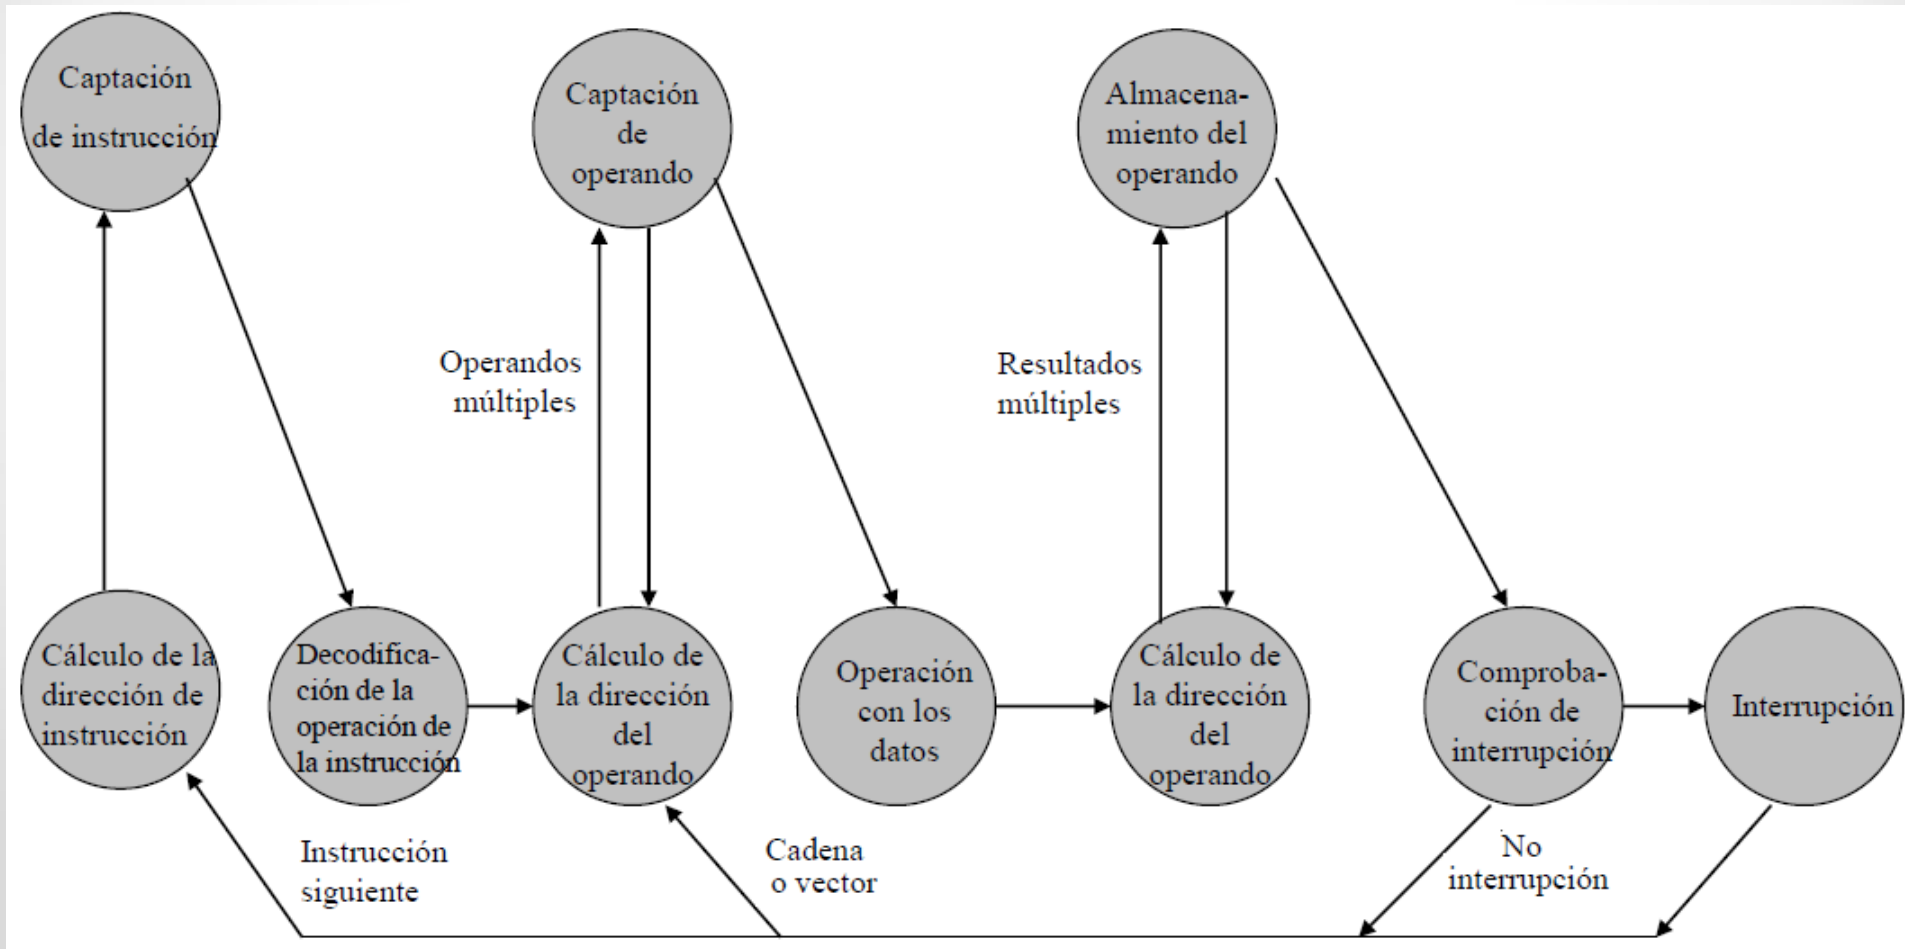 Captación
de instrucción
Captación
de
operando
Almacena-
miento del
operando
Operandos
múltiples
Resultados
múltiples
Cálculo de la
dirección de
instrucción
Decodifica-
ción de la
operación de
la instrucción
Cálculo de
la dirección
del
operando
Operación
con los
datos
Cálculo de
la dirección
del
operando
Comproba-
ción de
interrupción
Interrupción
Instrucción
siguiente
Cadena
o vector
No
interrupción